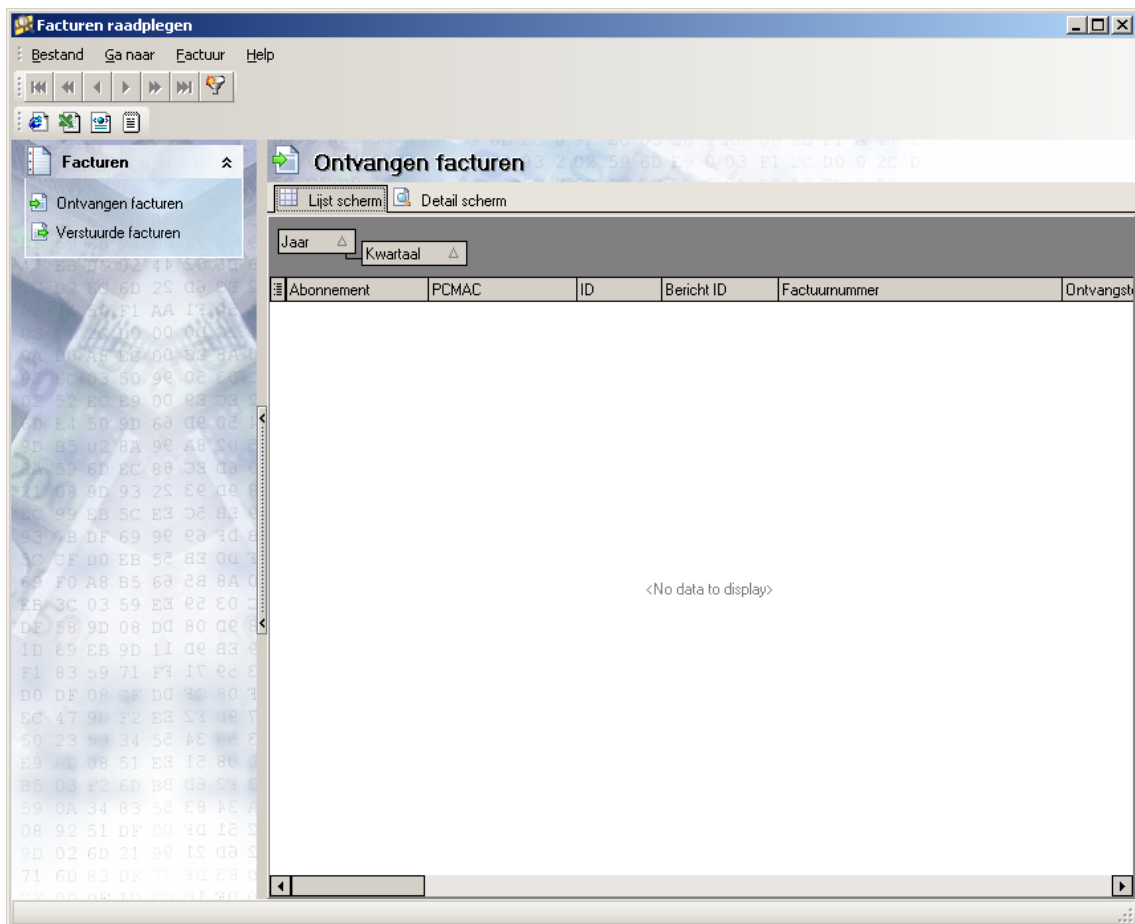 Facturen raadplegen
Bestand Ga naar Factuur Help
Facturen
Ontvangen facturen
Verstuurde facturen
Ontvangen facturen
Lijst scherm Detail scherm
Jaar
Kwartaal
Abonnement PCMAC ID Bericht ID Factuurnummer
<No data to display>